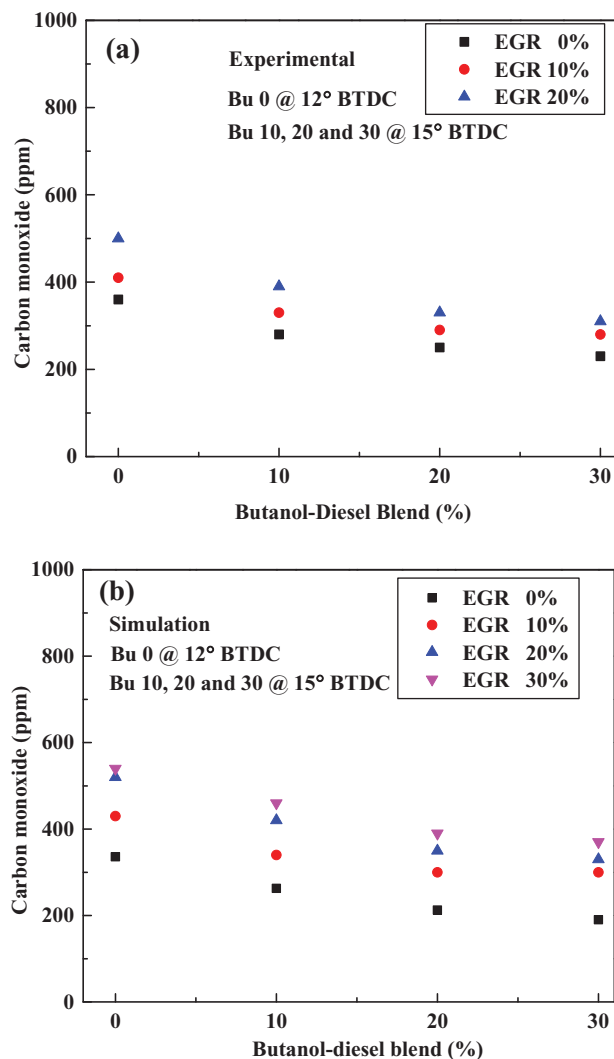 (a)
Experimental
Bu 0 @ 12° BTDC
Bu 10, 20 and 30 @ 15° BTDC
EGR 0%
EGR 10%
EGR 20%
1000
800
600
400
200
0
Carbon monoxide (ppm)
0 10 20 30
Butanol-Diesel Blend (%)
(b)
Simulation
Bu 0 @ 12° BTDC
Bu 10, 20 and 30 @ 15° BTDC
EGR 0%
EGR 10%
EGR 20%
EGR 30%
1000
800
600
400
200
0
Carbon monoxide (ppm)
0 10 20 30
Butanol-diesel blend (%)